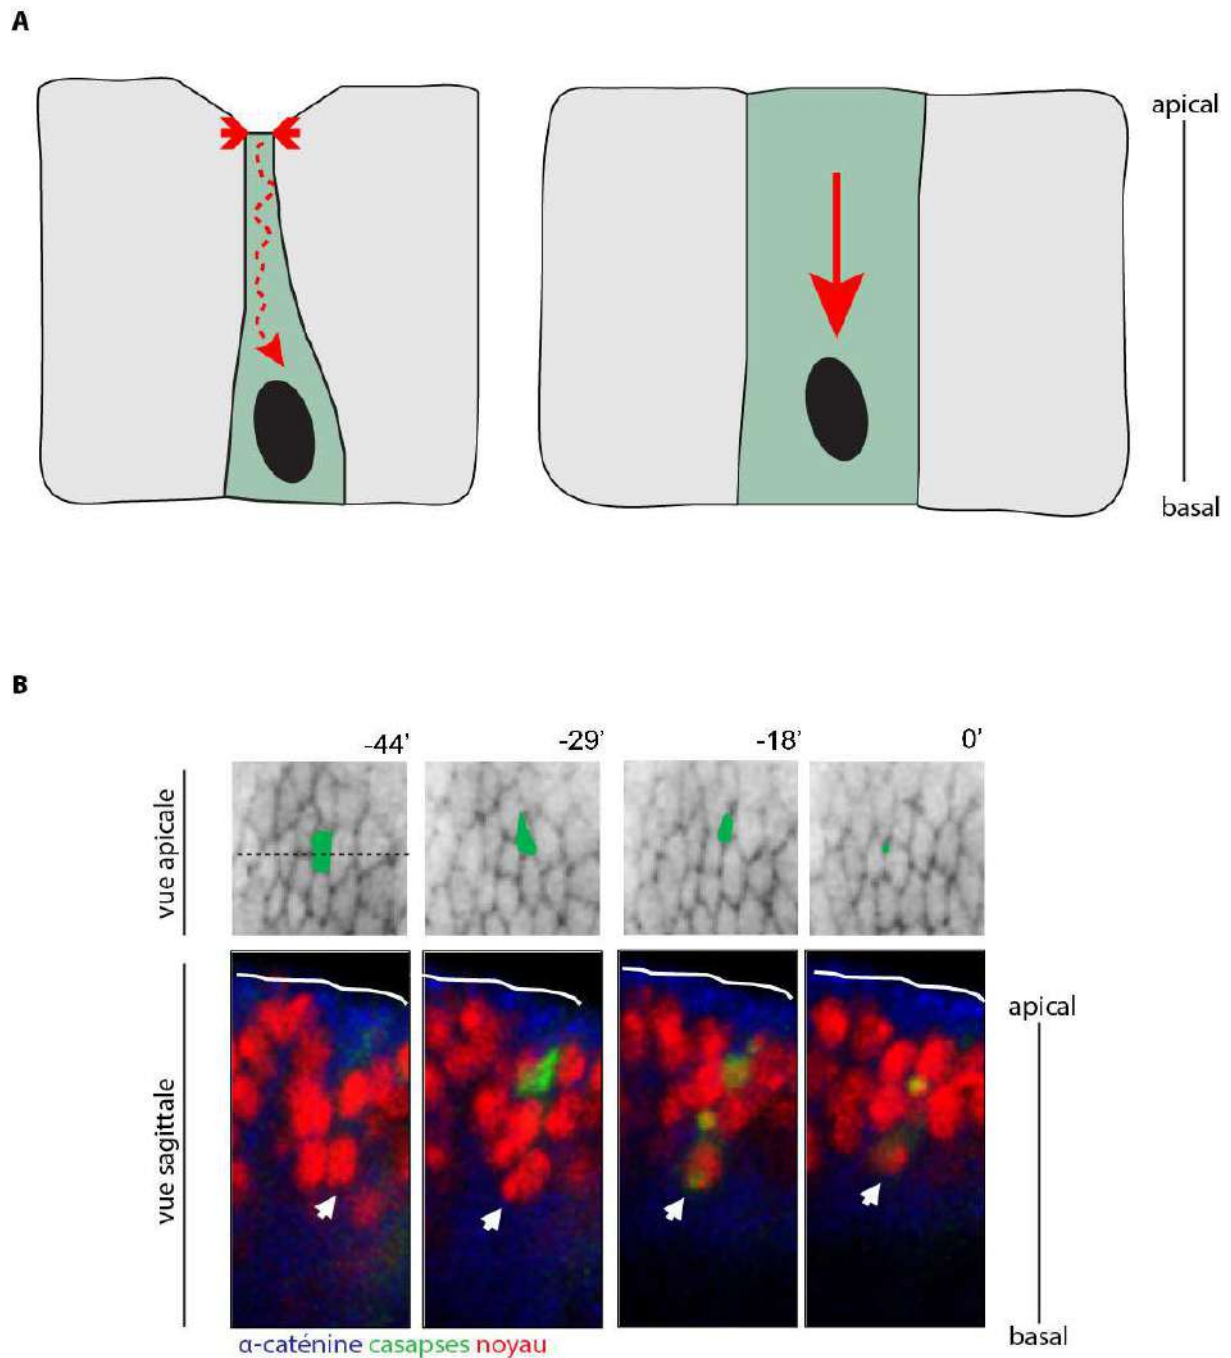 A
apical
basal
B
-44'
-29'
-18'
0'
vue apicale
vue sagittale
apical
basal
α-caténine casapses noyau